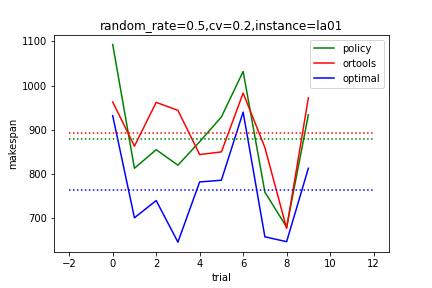 random_rate=0.5,cv=0.2,instance=la01
makespan
1100
1000
900
800
700
policy
ortools
optimal
−2
0
2
4
6
8
10
12
trial